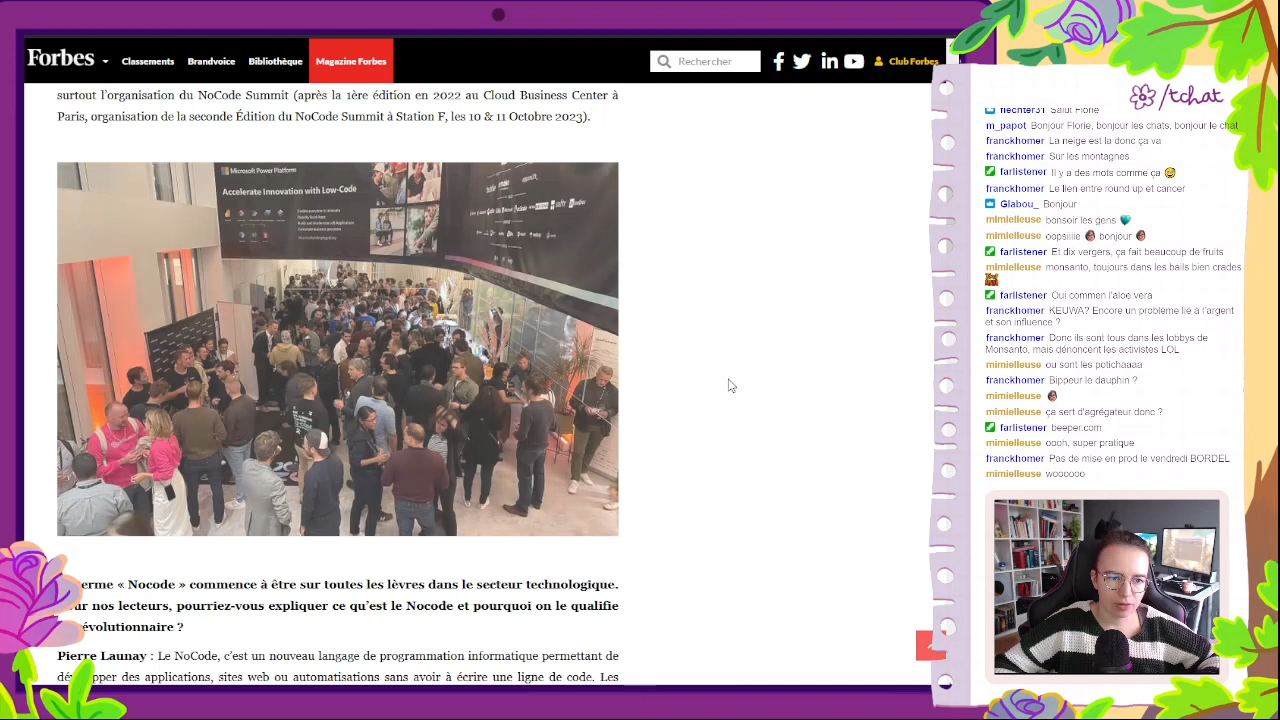 Forbes
Classements
Brandvoice
Bibliothèque
Magazine Forbes
Rechercher
Club Forbes
surtout l'organisation du NoCode Summit (après la 1ère édition en 2022 au Cloud Business Center à
Paris, organisation de la seconde Édition du NoCode Summit à Station F, les 10 & 11 Octobre 2023).
Microsoft Power Platform
Accelerate Innovation with Low-Code
erme « Nocode » commence à être sur toutes les lèvres dans le secteur technologique.
ur nos lecteurs, pourriez-vous expliquer ce qu'est le Nocode et pourquoi on le qualifie
évolutionnaire ?
Pierre Launay : Le NoCode, c'est un nouveau langage de programmation informatique permettant de
développer des applications, sites web ou automatisations sans avoir à écrire une ligne de code. Les
/tchat
flechter31 Salut Florie
m_papot Bonjour Florie, bonjour les chats, bonjour le chat
franckhomer La neige est la donc ça va
franckhomer Sur les montagnes
farlistener Il y a des mots comme ça
franckhomer Le lien entre round up et cancer
Glabou_ Bonjour
mimielleuse bonsoir les gens
mimielleuse oopsiiiie bonjour
farlistener Et dix vergers, ça fait beaucoup de fruits
mimielleuse monsanto, toujours dans les bails bien crades
farlistener Oui comen l'aloe vera
franckhomer KEUWA? Encore un problème lié à l'argent
et son influence ?
franckhomer Donc ils sont tous dans les lobbys de
Monsanto, mais dénoncent les activistes LOL
mimielleuse ou sont les potichaaaa
franckhomer Bippeur le dauphin ?
mimielleuse
mimielleuse ça sert d'agrégateur donc ?
farlistener beeper.com
mimielleuse oooh, super pratique
franckhomer Pas de mise en prod le vendredi BORDEL
mimielleuse woooooo